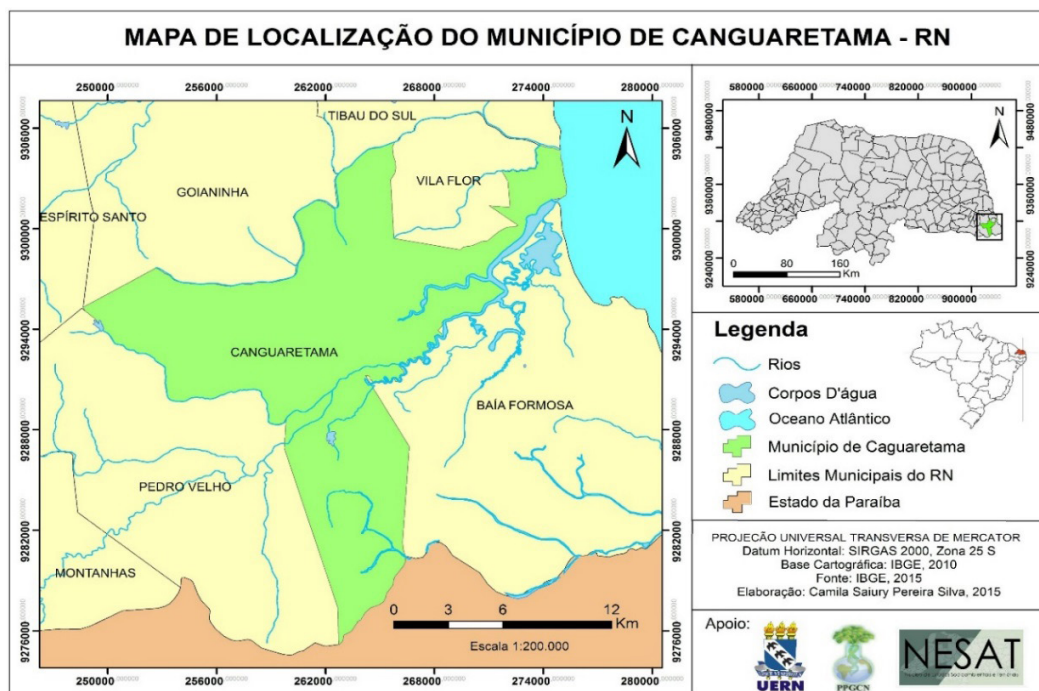 MAPA DE LOCALIZAÇÃO DO MUNICÍPIO DE CANGUARETAMA - RN
250000 256000 262000 268000 274000 280000
9306000
9300000
9294000
9288000
9282000
9276000
N
TIBAU DO SUL
GOIANINHA
VILA FLOR
ESPÍRITO SANTO
CANGUARETAMA
BAÍA FORMOSA
PEDRO VELHO
MONTANHAS
0 3 6 12
Km
Escala 1:200.000
9306000
9300000
9294000
9288000
9282000
9276000
250000 256000 262000 268000 274000 280000
580000 660000 740000 820000 900000
9480000
9360000
9240000
N
0 80 160
Km
9480000
9360000
9240000
580000 660000 740000 820000 900000
Legenda
Rios
Corpos D'água
Oceano Atlântico
Município de Caguaretama
Limites Municipais do RN
Estado da Paraíba
PROJEÇÃO UNIVERSAL TRANSVERSA DE MERCATOR
Datum Horizontal: SIRGAS 2000, Zona 25 S
Base Cartográfica: IBGE, 2010
Fonte: IBGE, 2015
Elaboração: Camila Saiury Pereira Silva, 2015
Apoio:
UERN
PPGCN
NESAT